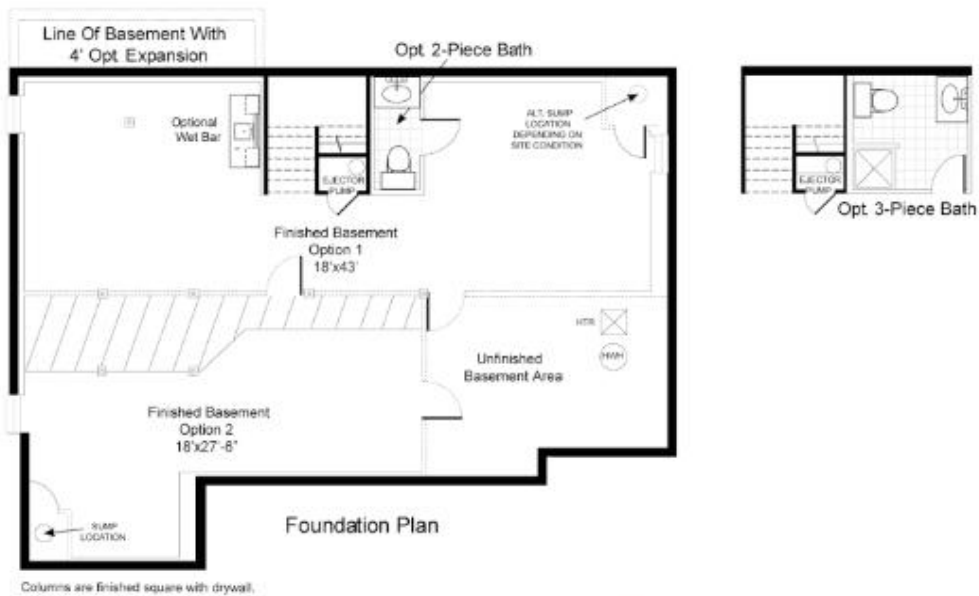 Line Of Basement With
4' Opt. Expansion
Opt. 2-Piece Bath
Optional
Wet Bar
ALT. SUMP
LOCATION
DEPENDING ON
SITE CONDITION
EJECTOR
PUMP
EJECTOR
PUMP
Opt. 3-Piece Bath
Finished Basement
Option 1
18'x43'
HTR
HWH
Unfinished
Basement Area
Finished Basement
Option 2
18'x27'-6"
SUMP
LOCATION
Foundation Plan
Columns are finished square with drywall.